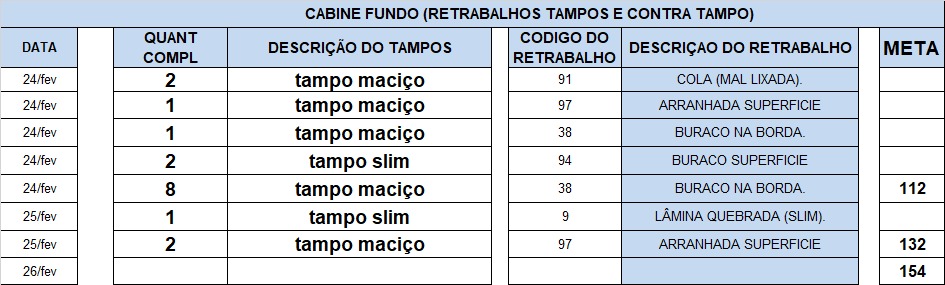 CABINE FUNDO (RETRABALHOS TAMPOS E CONTRA TAMPO)
DATA QUANT COMPL DESCRIÇÃO DO TAMPOS CODIGO DO RETRABALHO DESCRIÇAO DO RETRABALHO META
24/fev 2 tampo maciço 91 COLA (MAL LIXADA).
24/fev 1 tampo maciço 97 ARRANHADA SUPERFICIE
24/fev 1 tampo maciço 38 BURACO NA BORDA.
24/fev 2 tampo slim 94 BURACO SUPERFICIE
24/fev 8 tampo maciço 38 BURACO NA BORDA. 112
25/fev 1 tampo slim 9 LÂMINA QUEBRADA (SLIM).
25/fev 2 tampo maciço 97 ARRANHADA SUPERFICIE 132
26/fev 154